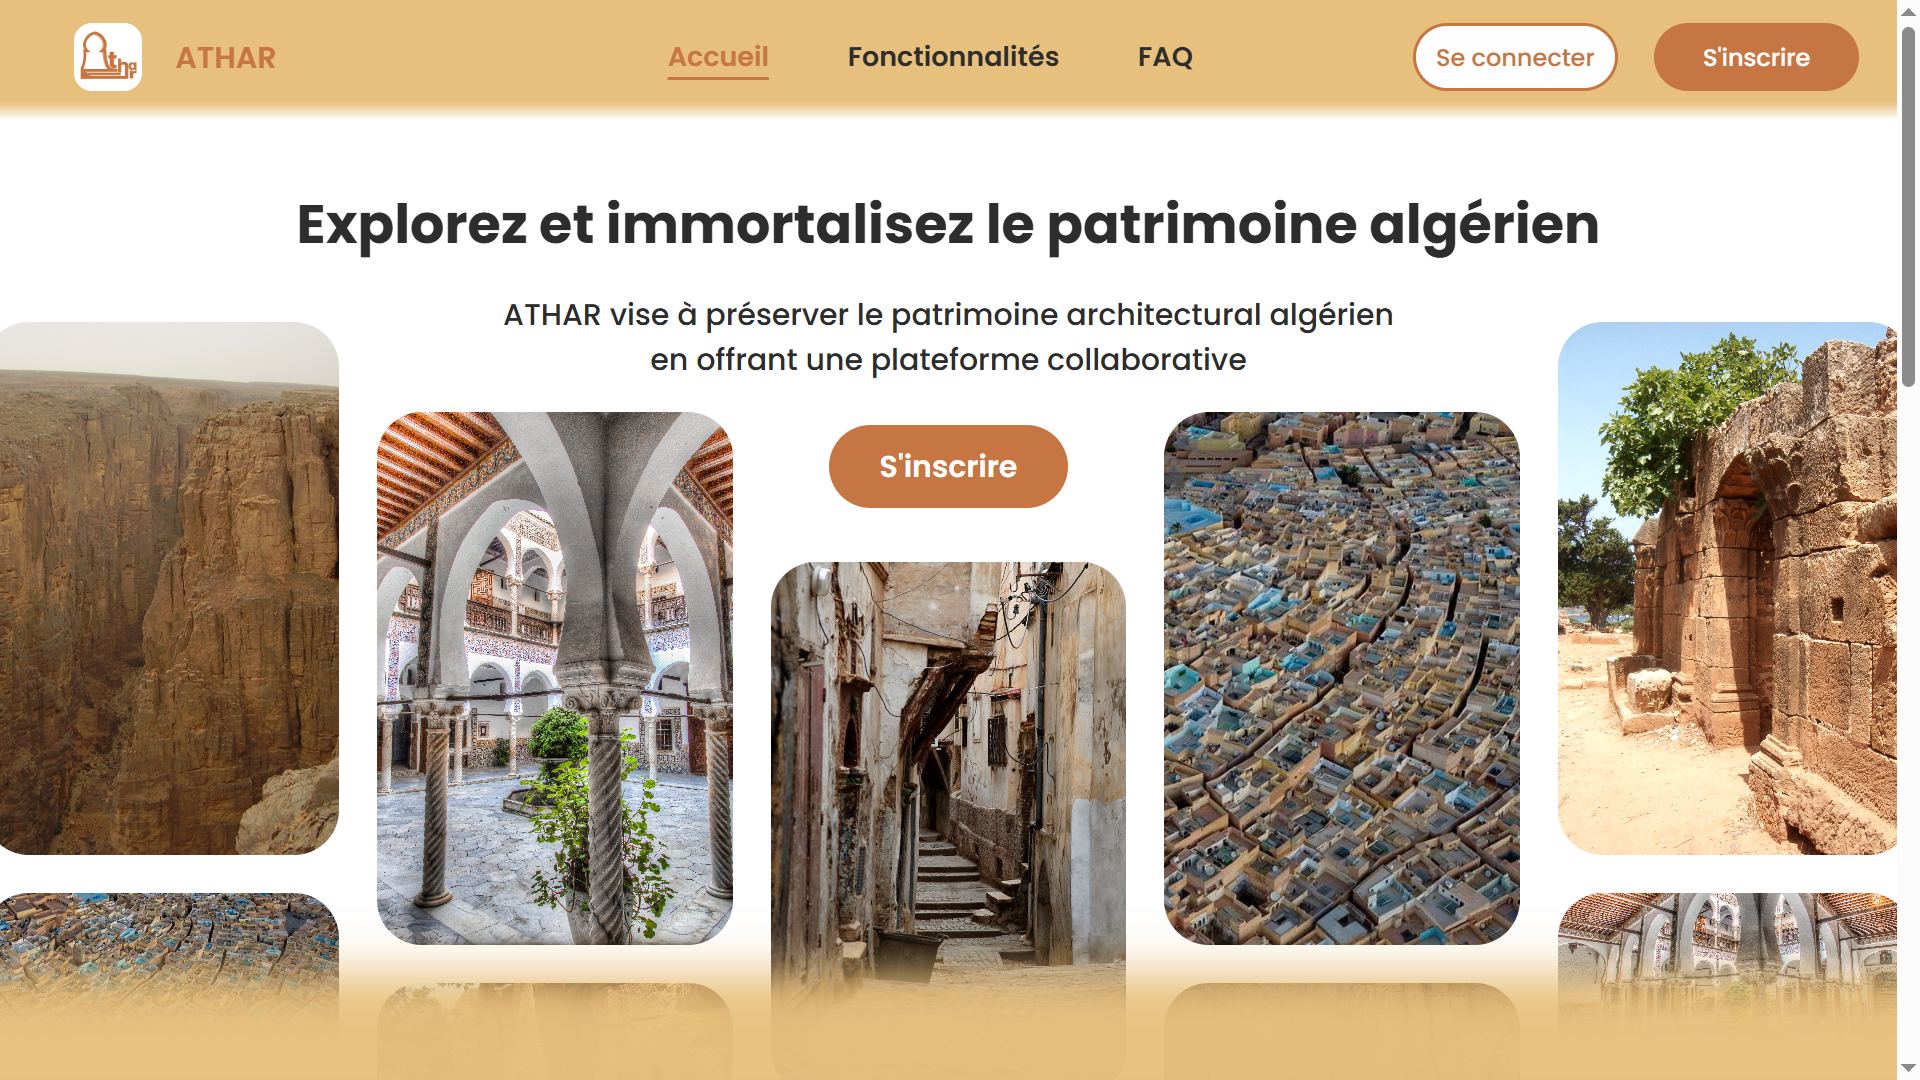 Athar
ATHAR
Accueil
Fonctionnalités
FAQ
Se connecter
S'inscrire
Explorez et immortalisez le patrimoine algérien
ATHAR vise à préserver le patrimoine architectural algérien
en offrant une plateforme collaborative
S'inscrire